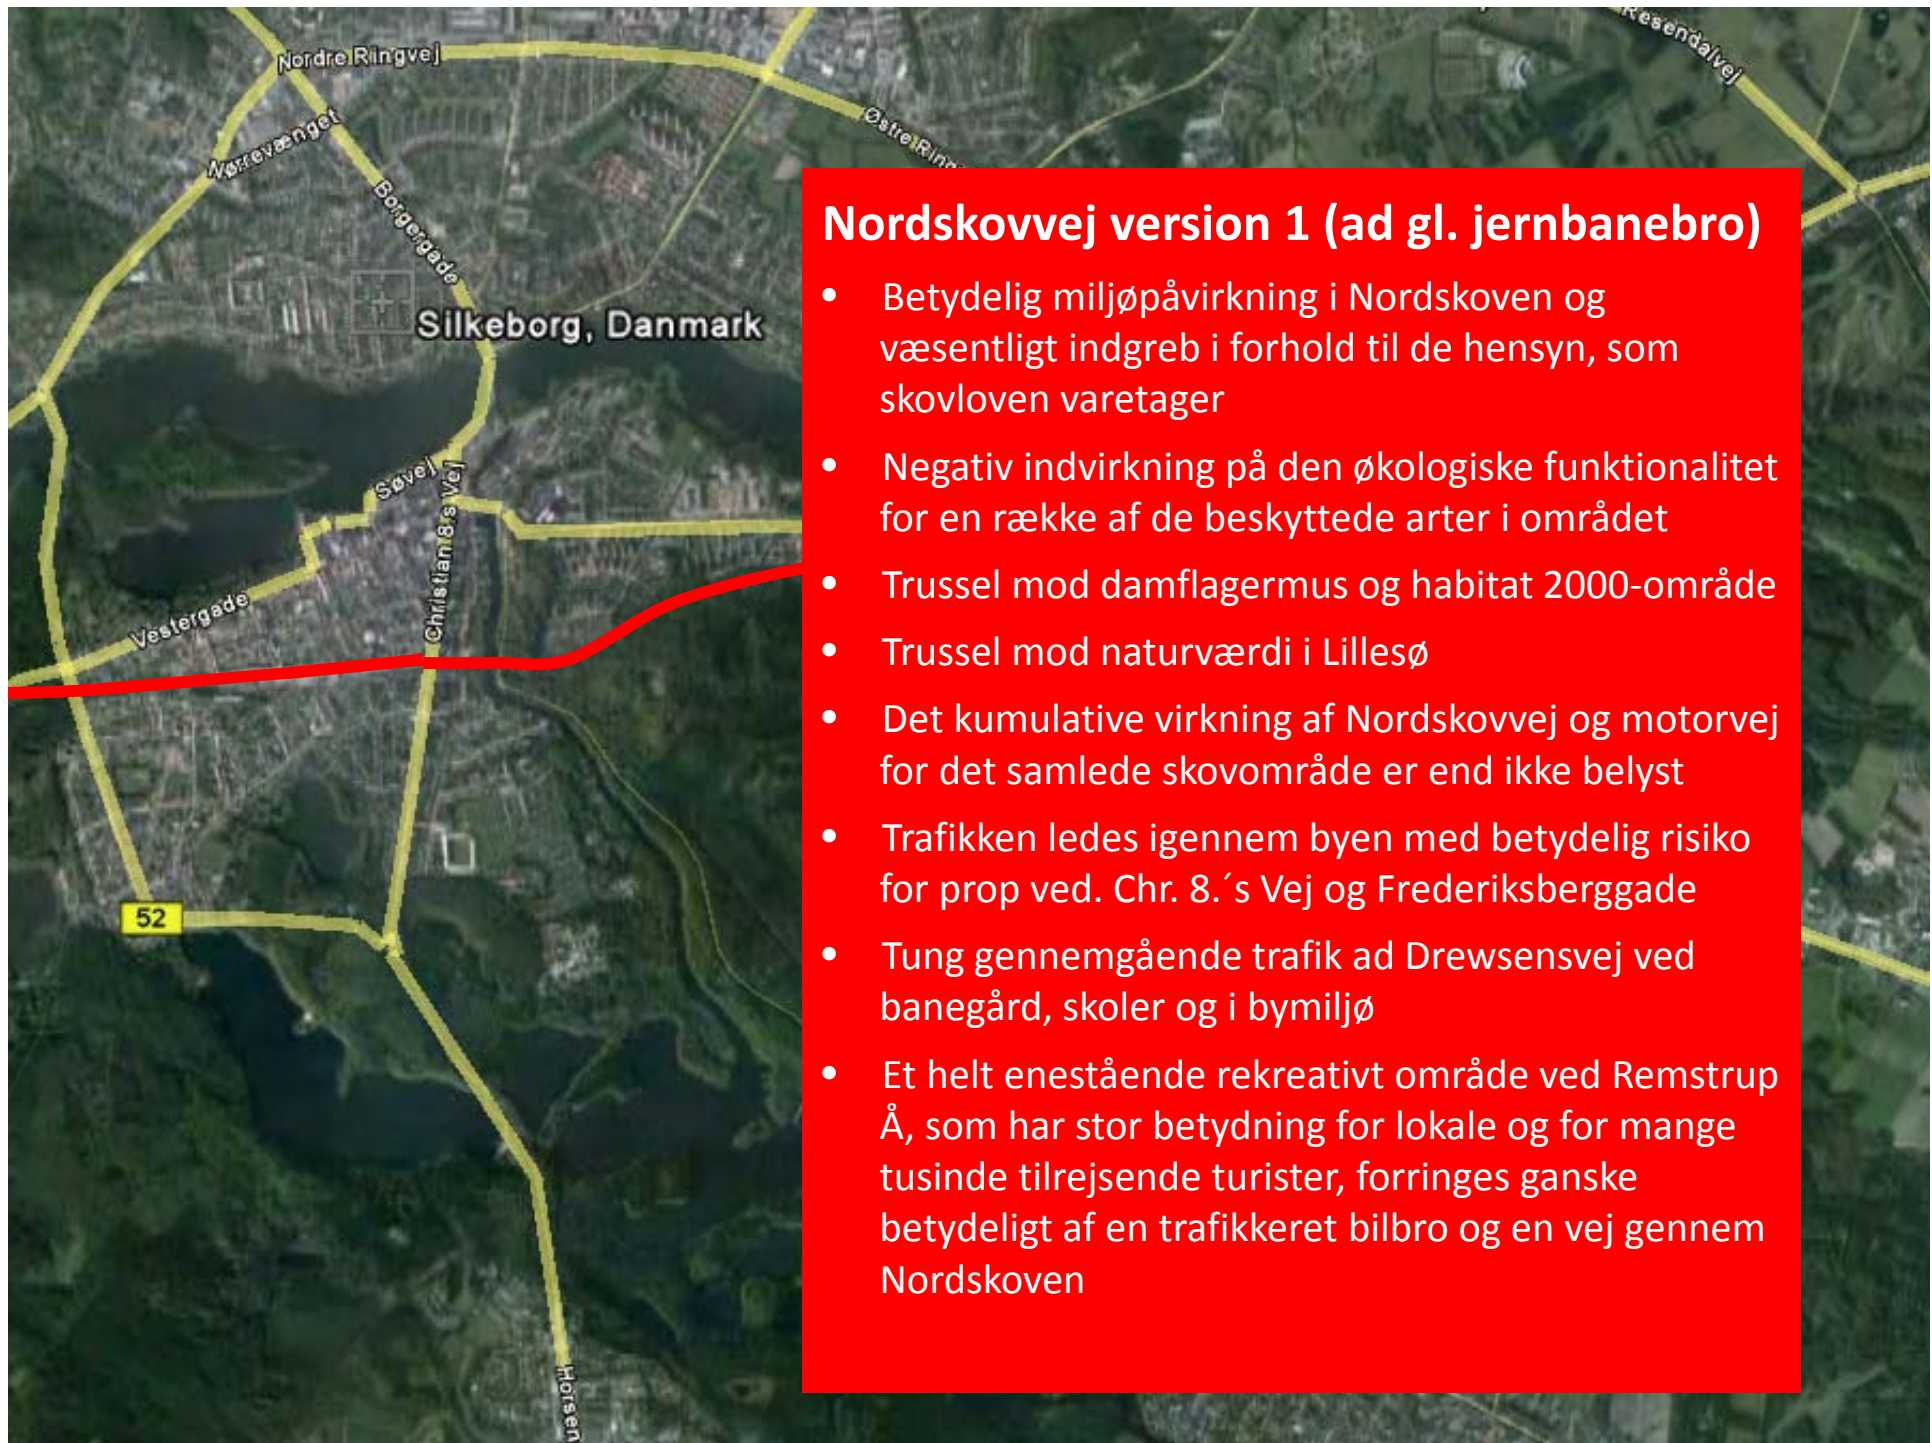 Nordre Ringvej
Resendalvej
Nørrevænget
Østre Ring
Borgergade
Silkeborg, Danmark
Søvej
Christian 8.s Vej
Vestergade
52
Horsen
Nordskovvej version 1 (ad gl. jernbanebro)
• Betydelig miljøpåvirkning i Nordskoven og
væsentligt indgreb i forhold til de hensyn, som
skovloven varetager
• Negativ indvirkning på den økologiske funktionalitet
for en række af de beskyttede arter i området
• Trussel mod damflagermus og habitat 2000-område
• Trussel mod naturværdi i Lillesø
• Det kumulative virkning af Nordskovvej og motorvej
for det samlede skovområde er end ikke belyst
• Trafikken ledes igennem byen med betydelig risiko
for prop ved. Chr. 8.´s Vej og Frederiksberggade
• Tung gennemgående trafik ad Drewsensvej ved
banegård, skoler og i bymiljø
• Et helt enestående rekreativt område ved Remstrup
Å, som har stor betydning for lokale og for mange
tusinde tilrejsende turister, forringes ganske
betydeligt af en trafikkeret bilbro og en vej gennem
Nordskoven